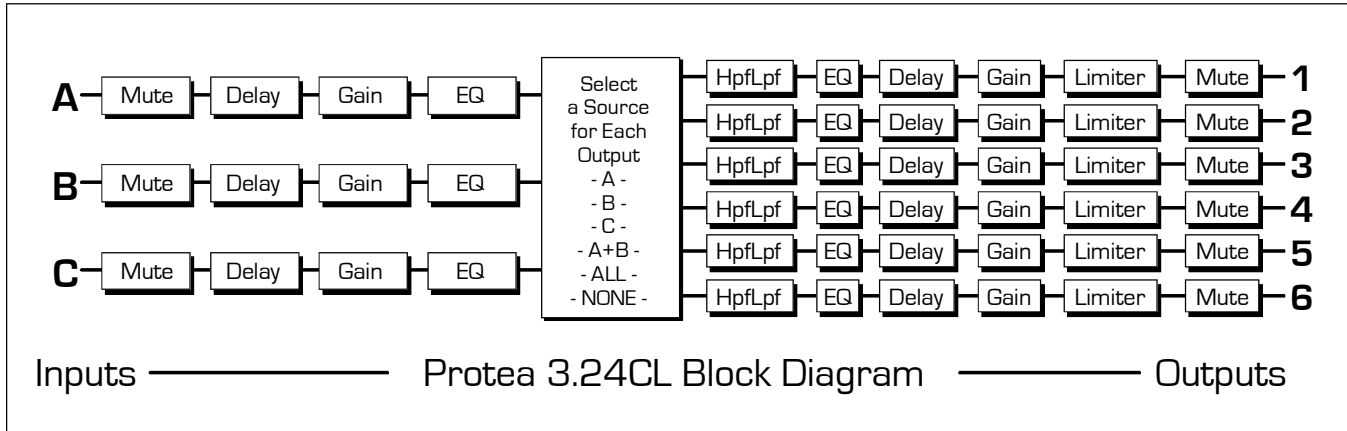 A Mute Delay Gain EQ
B Mute Delay Gain EQ
C Mute Delay Gain EQ
Select
a Source
for Each
Output
- A -
- B -
- C -
- A+B -
- ALL -
- NONE -
HpfLpf EQ Delay Gain Limiter Mute 1
HpfLpf EQ Delay Gain Limiter Mute 2
HpfLpf EQ Delay Gain Limiter Mute 3
HpfLpf EQ Delay Gain Limiter Mute 4
HpfLpf EQ Delay Gain Limiter Mute 5
HpfLpf EQ Delay Gain Limiter Mute 6
Inputs Protea 3.24CL Block Diagram Outputs